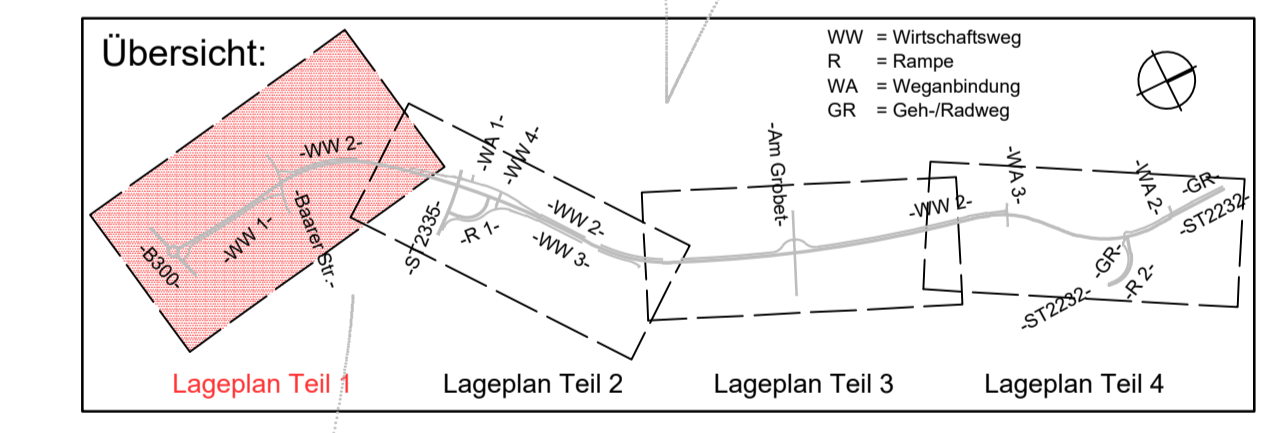 Übersicht:
WW = Wirtschaftsweg
R = Rampe
WA = Weganbindung
GR = Geh-/Radweg
-B300-
-WW 1-
-Baarer Str.-
-WW 2-
-ST2335-
-WA 1-
-WW 4-
-R 1-
-WW 2-
-WW 3-
-Am Grobet-
-WW 2-
-WA 3-
-WA 2-
-GR-
-ST2232-
-GR-
-R 2-
-ST2232-
Lageplan Teil 1
Lageplan Teil 2
Lageplan Teil 3
Lageplan Teil 4